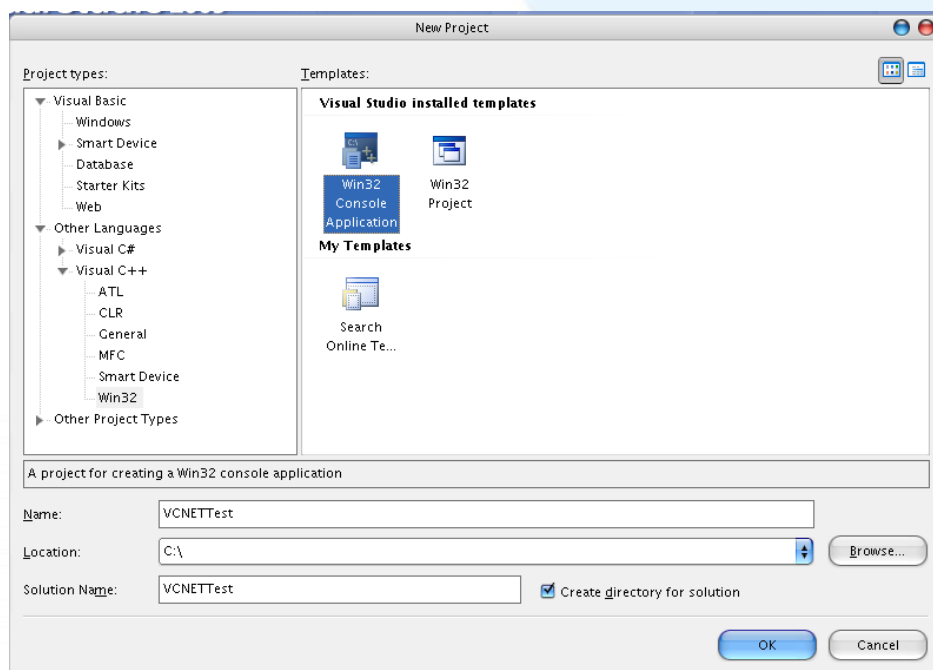 New Project
Project types:
Templates:
Visual Basic
Windows
Smart Device
Database
Starter Kits
Web
Other Languages
Visual C#
Visual C++
ATL
CLR
General
MFC
Smart Device
Win32
Other Project Types
Visual Studio installed templates
Win32
Console
Application
Win32
Project
My Templates
Search
Online Te...
A project for creating a Win32 console application
Name:
VCNETTest
Location:
C:\
Browse...
Solution Name:
VCNETTest
Create directory for solution
OK
Cancel